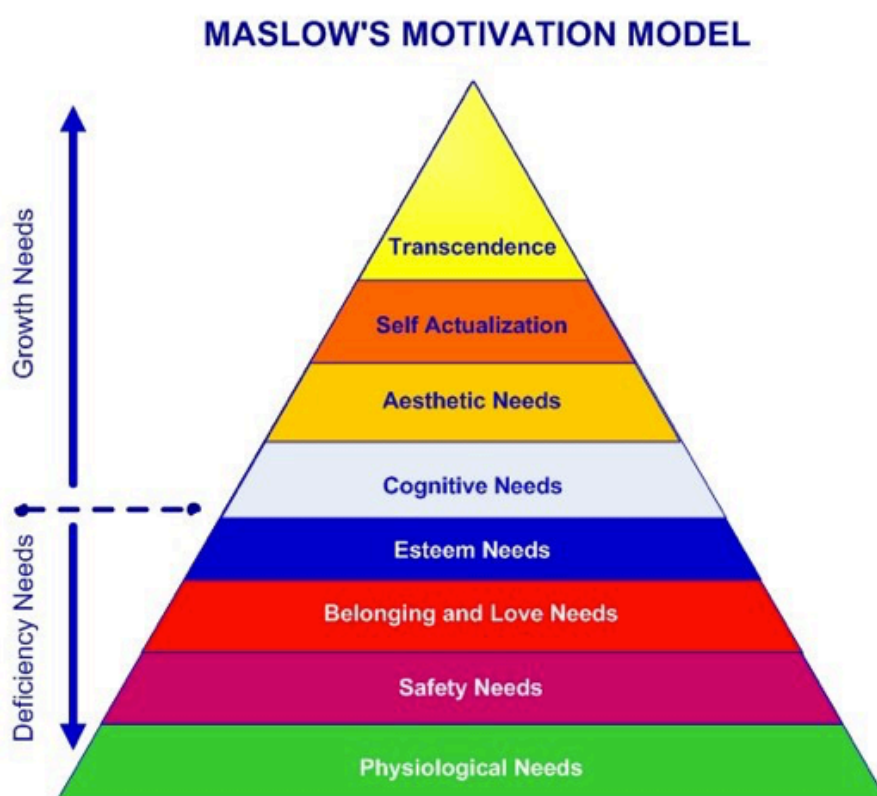 MASLOW'S MOTIVATION MODEL
Growth Needs
Deficiency Needs
Transcendence
Self Actualization
Aesthetic Needs
Cognitive Needs
Esteem Needs
Belonging and Love Needs
Safety Needs
Physiological Needs